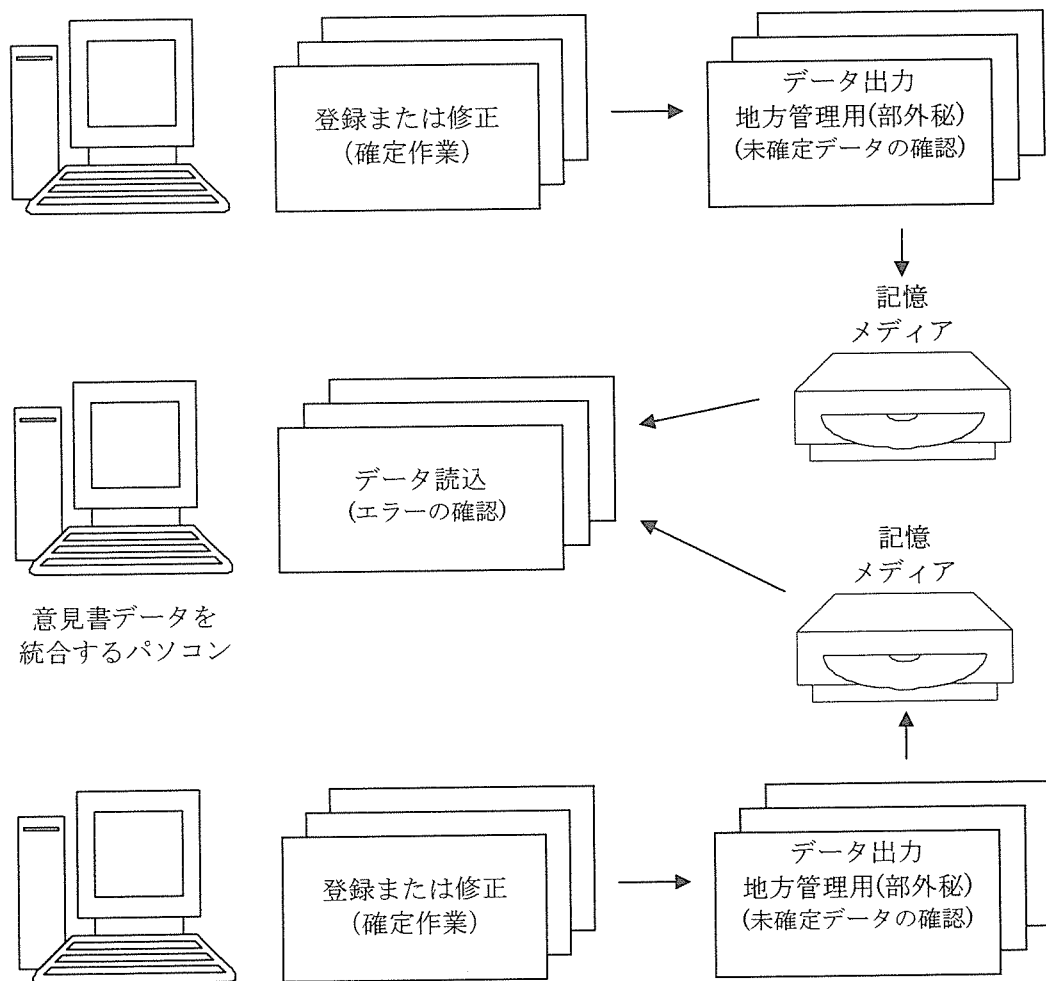 登録または修正
(確定作業)
データ出力
地方管理用(部外秘)
(未確定データの確認)
記憶
メディア
データ読込
(エラーの確認)
記憶
メディア
意見書データを
統合するパソコン
登録または修正
(確定作業)
データ出力
地方管理用(部外秘)
(未確定データの確認)